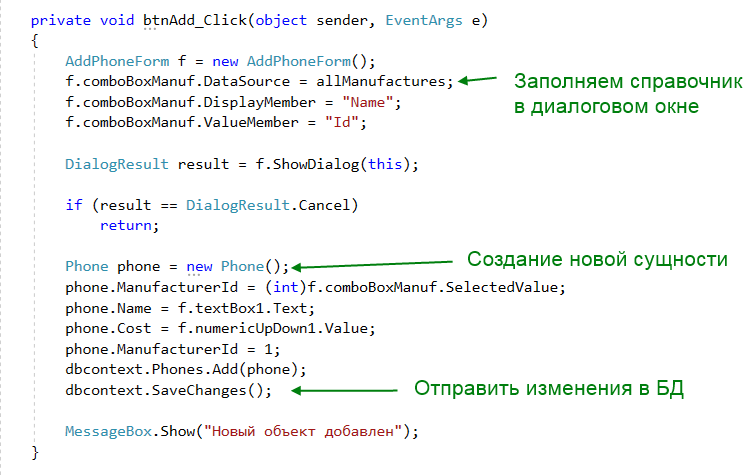 private void btnAdd_Click(object sender, EventArgs e)
{
AddPhoneForm f = new AddPhoneForm();
f.comboBoxManuf.DataSource = allManufactures;
Заполняем справочник
в диалоговом окне
f.comboBoxManuf.DisplayMember = "Name";
f.comboBoxManuf.ValueMember = "Id";
DialogResult result = f.ShowDialog(this);
if (result == DialogResult.Cancel)
return;
Phone phone = new Phone();
Создание новой сущности
phone.ManufacturerId = (int)f.comboBoxManuf.SelectedValue;
phone.Name = f.textBox1.Text;
phone.Cost = f.numericUpDown1.Value;
phone.ManufacturerId = 1;
dbcontext.Phones.Add(phone);
dbcontext.SaveChanges();
Отправить изменения в БД
MessageBox.Show("Новый объект добавлен");
}